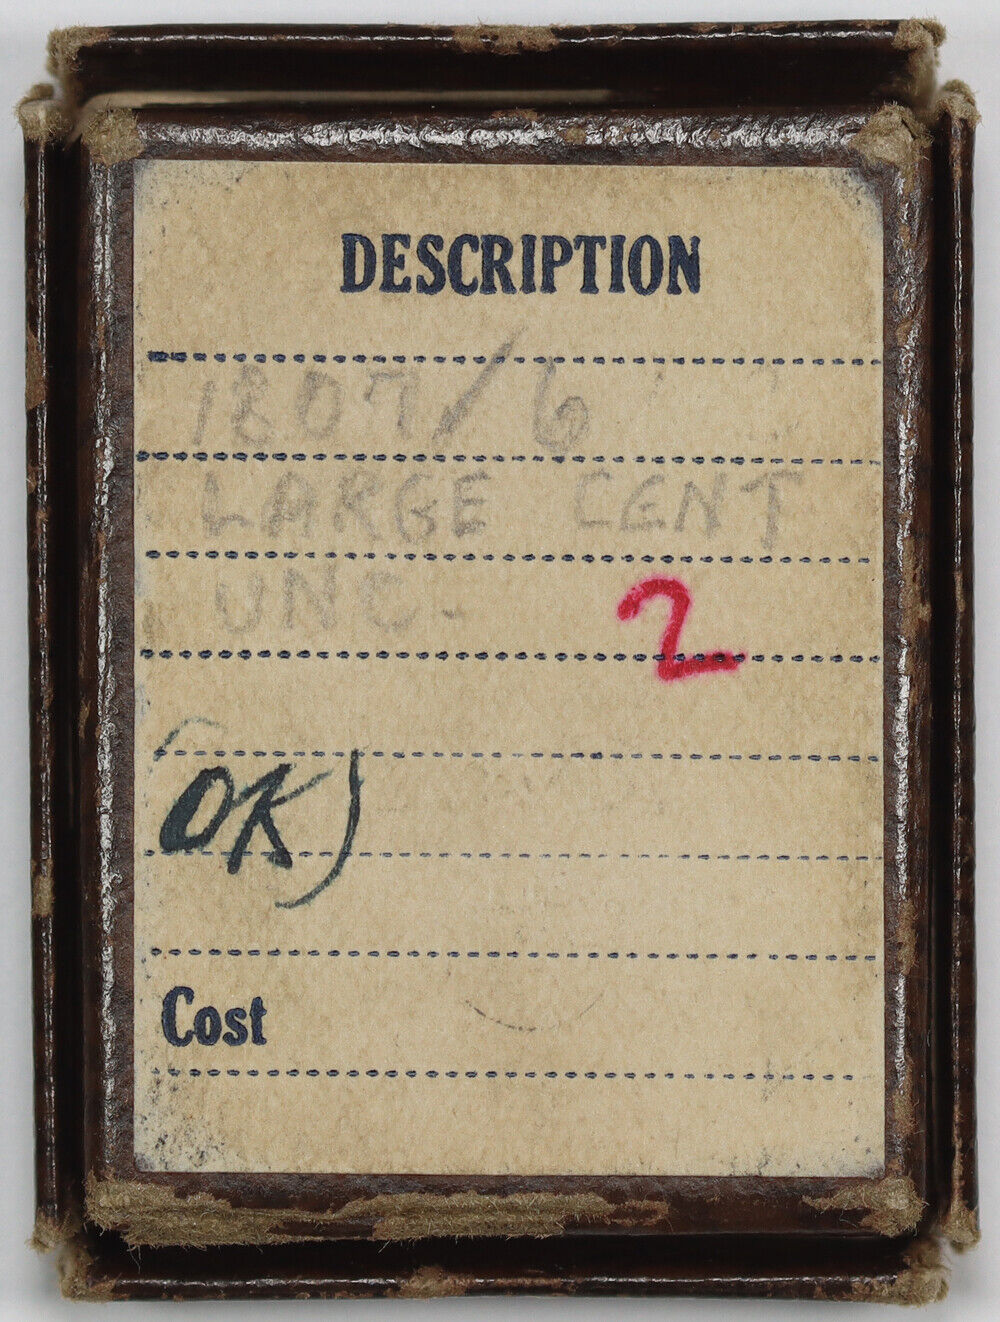 DESCRIPTION
1807/6
LARGE CENT
UNC. 2
OK)
Cost